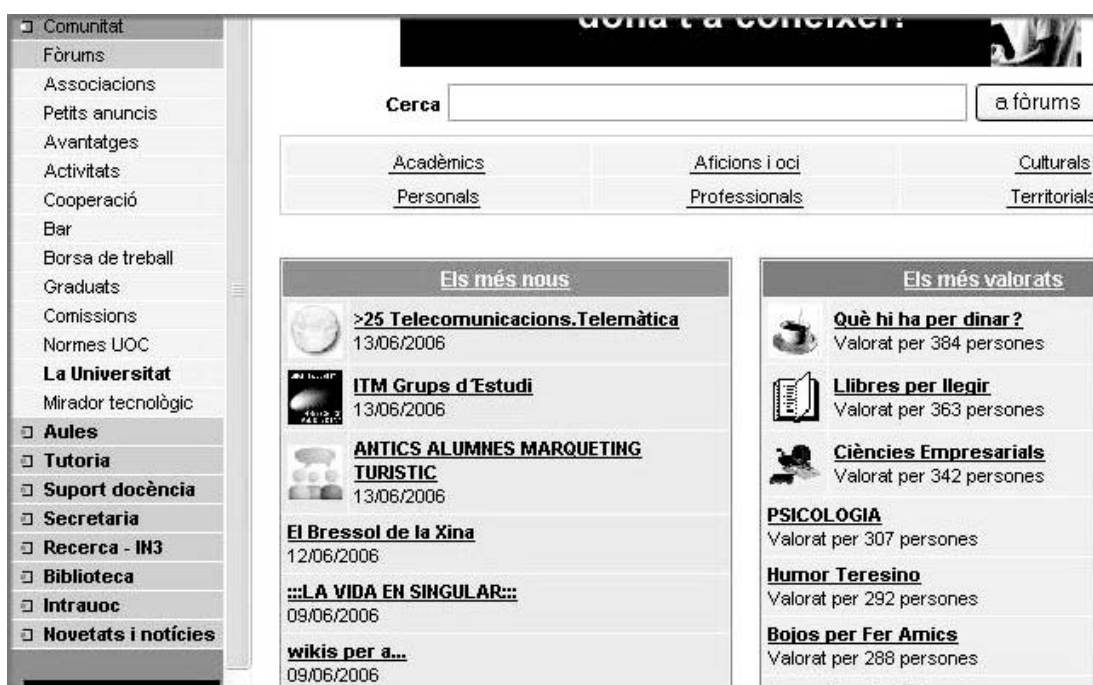 Comunitat
Fòrums
Associacions
Petits anuncis
Avantatges
Activitats
Cooperació
Bar
Borsa de treball
Graduats
Comissions
Normes UOC
La Universitat
Mirador tecnològic
Aules
Tutoria
Suport docència
Secretaria
Recerca - IN3
Biblioteca
Intrauoc
Novetats i notícies
dona't a conèixer!
Cerca
a fòrums
Acadèmics Aficions i oci Culturals
Personals Professionals Territorials
Els més nous
>25 Telecomunicacions.Telemàtica
13/06/2006
ITM Grups d'Estudi
13/06/2006
ANTICS ALUMNES MARQUETING
TURISTIC
13/06/2006
El Bressol de la Xina
12/06/2006
:::LA VIDA EN SINGULAR:::
09/06/2006
wikis per a...
09/06/2006
Els més valorats
Què hi ha per dinar?
Valorat per 384 persones
Llibres per llegir
Valorat per 363 persones
Ciències Empresarials
Valorat per 342 persones
PSICOLOGIA
Valorat per 307 persones
Humor Teresino
Valorat per 292 persones
Bojos per Fer Amics
Valorat per 288 persones